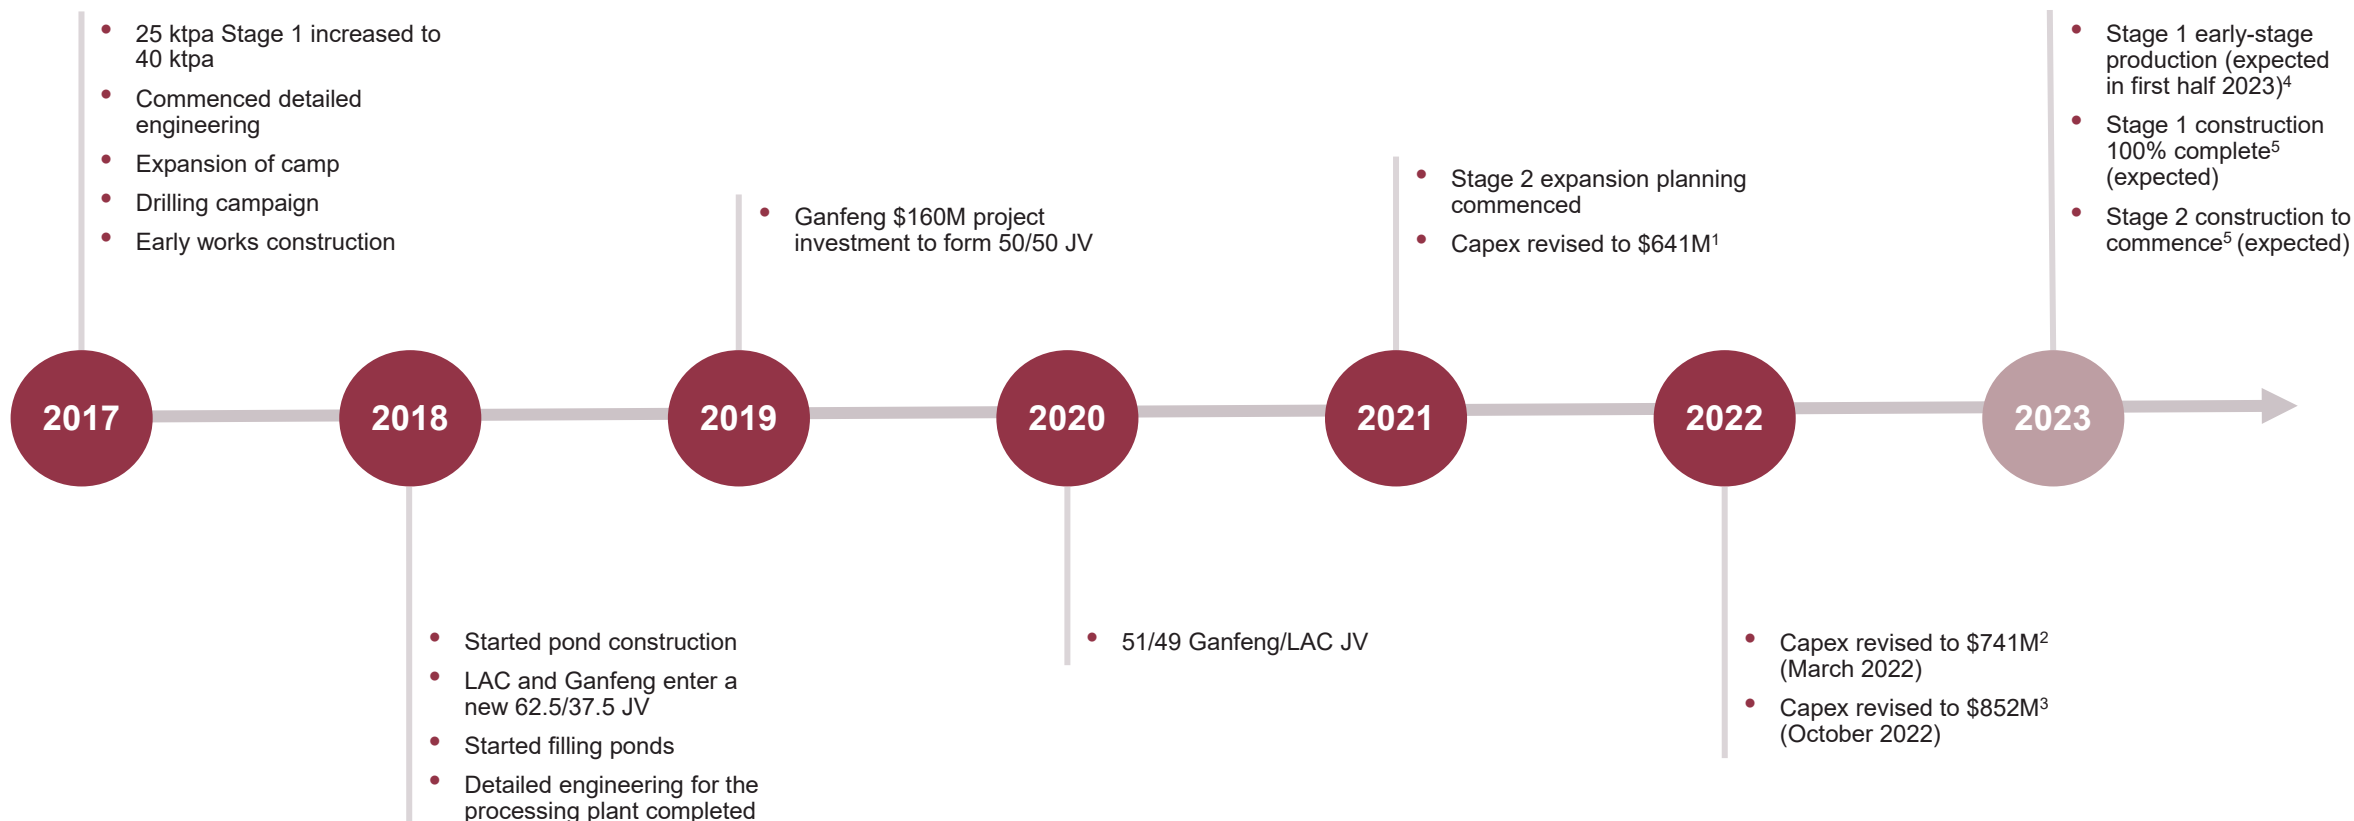 25 ktpa Stage 1 increased to
40 ktpa
Commenced detailed
engineering
Expansion of camp
Drilling campaign
Early works construction
Ganfeng $160M project
investment to form 50/50 JV
Stage 2 expansion planning
commenced
Capex revised to $641M¹
Stage 1 early-stage
production (expected
in first half 2023)⁴
Stage 1 construction
100% complete⁵
(expected)
Stage 2 construction to
commence⁵ (expected)
2017
2018
2019
2020
2021
2022
2023
Started pond construction
LAC and Ganfeng enter a
new 62.5/37.5 JV
Started filling ponds
Detailed engineering for the
processing plant completed
51/49 Ganfeng/LAC JV
Capex revised to $741M²
(March 2022)
Capex revised to $852M³
(October 2022)